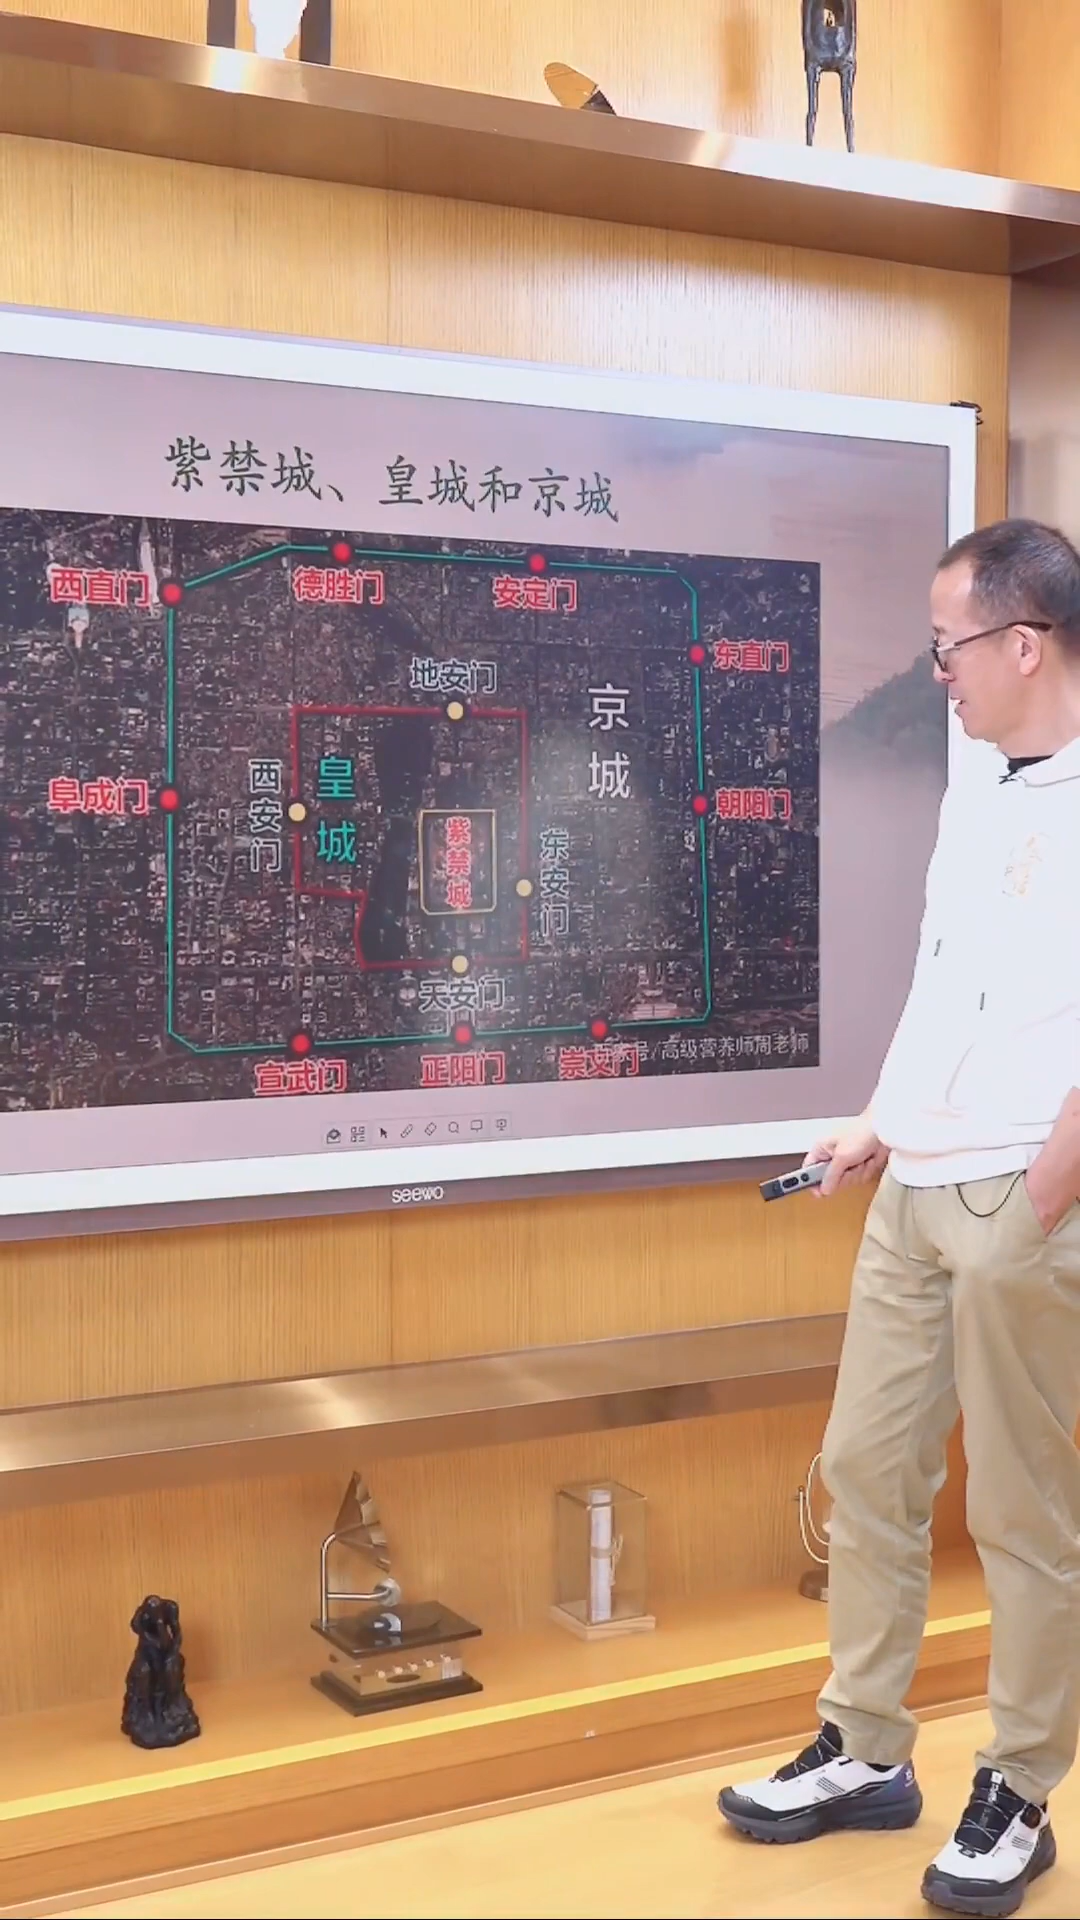 紫禁城、皇城和京城
西直门
德胜门
安定门
东直门
地安门
京城
皇城
西安门
阜成门
朝阳门
紫禁城
东安门
天安门
宣武门
正阳门
崇文门
号/高级营养师周老师
seewo